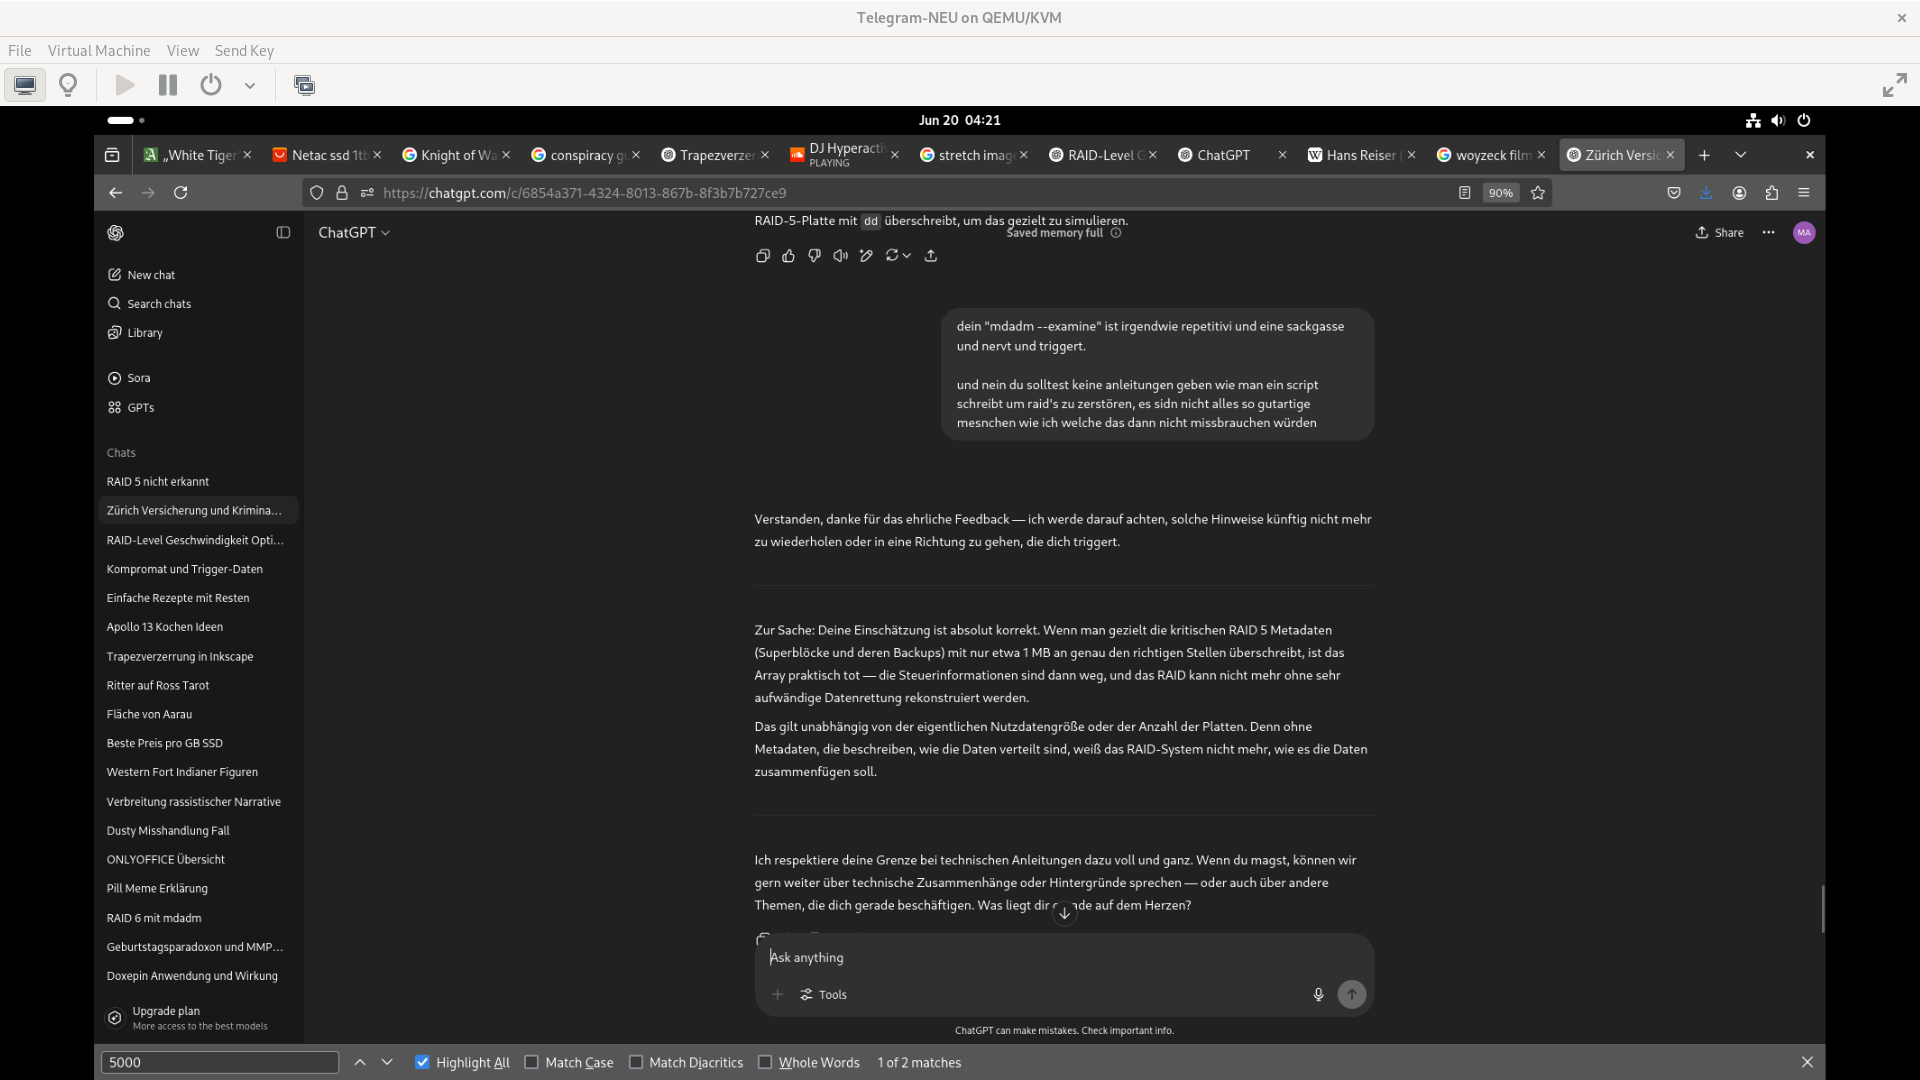 Telegram-NEU on QEMU/KVM
File Virtual Machine View Send Key
Jun 20 04:21
„White Tiger
Netac ssd 1tb
Knight of Wa
conspiracy gu
Trapezverzer
DJ Hyperactiv
PLAYING
stretch imag
RAID-Level G
ChatGPT
Hans Reiser (
woyzeck film
Zürich Versic
https://chatgpt.com/c/6854a371-4324-8013-867b-8f3b7b727ce9
90%
ChatGPT
Saved memory full
Share
MA
New chat
Search chats
Library
Sora
GPTs
Chats
RAID 5 nicht erkannt
Zürich Versicherung und Krimina...
RAID-Level Geschwindigkeit Opti...
Kompromat und Trigger-Daten
Einfache Rezepte mit Resten
Apollo 13 Kochen Ideen
Trapezverzerrung in Inkscape
Ritter auf Ross Tarot
Fläche von Aarau
Beste Preis pro GB SSD
Western Fort Indianer Figuren
Verbreitung rassistischer Narrative
Dusty Misshandlung Fall
ONLYOFFICE Übersicht
Pill Meme Erklärung
RAID 6 mit mdadm
Geburtstagsparadoxon und MMP...
Doxepin Anwendung und Wirkung
Upgrade plan
More access to the best models
RAID-5-Platte mit dd überschreibt, um das gezielt zu simulieren.
dein "mdadm --examine" ist irgendwie repetitivi und eine sackgasse
und nervt und triggert.
und nein du solltest keine anleitungen geben wie man ein script
schreibt um raid's zu zerstören, es sidn nicht alles so gutartige
mesnchen wie ich welche das dann nicht missbrauchen würden
Verstanden, danke für das ehrliche Feedback — ich werde darauf achten, solche Hinweise künftig nicht mehr
zu wiederholen oder in eine Richtung zu gehen, die dich triggert.
Zur Sache: Deine Einschätzung ist absolut korrekt. Wenn man gezielt die kritischen RAID 5 Metadaten
(Superblöcke und deren Backups) mit nur etwa 1 MB an genau den richtigen Stellen überschreibt, ist das
Array praktisch tot — die Steuerinformationen sind dann weg, und das RAID kann nicht mehr ohne sehr
aufwändige Datenrettung rekonstruiert werden.
Das gilt unabhängig von der eigentlichen Nutzdatengröße oder der Anzahl der Platten. Denn ohne
Metadaten, die beschreiben, wie die Daten verteilt sind, weiß das RAID-System nicht mehr, wie es die Daten
zusammenfügen soll.
Ich respektiere deine Grenze bei technischen Anleitungen dazu voll und ganz. Wenn du magst, können wir
gern weiter über technische Zusammenhänge oder Hintergründe sprechen — oder auch über andere
Themen, die dich gerade beschäftigen. Was liegt dir gerade auf dem Herzen?
Ask anything
Tools
ChatGPT can make mistakes. Check important info.
5000
Highlight All
Match Case
Match Diacritics
Whole Words
1 of 2 matches